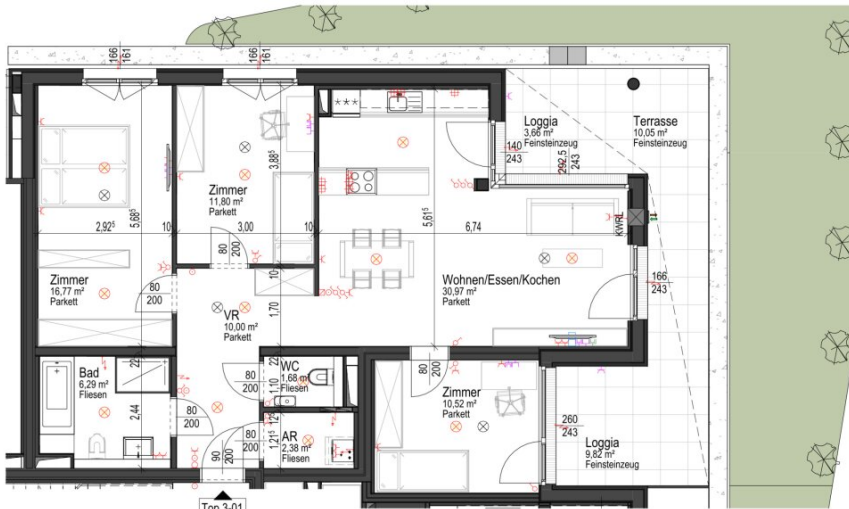 166
161
166
161
Loggia
3,66 m²
Feinsteinzeug
Terrasse
10,05 m²
Feinsteinzeug
140
243
292,5
243
Zimmer
11,80 m²
Parkett
3,88⁵
5,68⁵
2,92⁵
10
3,00
10
5,61⁵
6,74
KWRL
80
200
Zimmer
16,77 m²
Parkett
80
200
10
Wohnen/Essen/Kochen
30,97 m²
Parkett
166
243
VR
10,00 m²
Parkett
1,70
22
22
Bad
6,29 m²
Fliesen
2,44
80
200
WC
1,68 m²
Fliesen
1,10
80
200
Zimmer
10,52 m²
Parkett
80
200
12
AR
2,38 m²
Fliesen
1,21⁵
80
200
90
200
260
243
Loggia
9,82 m²
Feinsteinzeug
Top 3-01